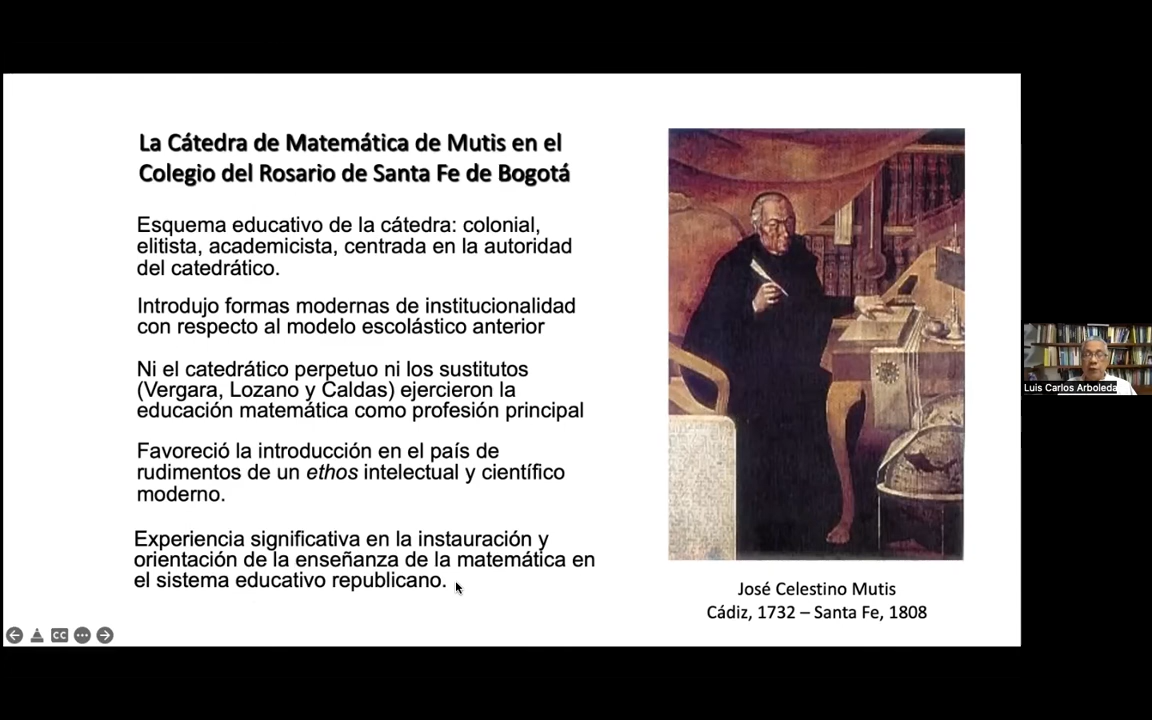 La Cátedra de Matemática de Mutis en el
Colegio del Rosario de Santa Fe de Bogotá
Esquema educativo de la cátedra: colonial,
elitista, academicista, centrada en la autoridad
del catedrático.
Introdujo formas modernas de institucionalidad
con respecto al modelo escolástico anterior
Ni el catedrático perpetuo ni los sustitutos
(Vergara, Lozano y Caldas) ejercieron la
educación matemática como profesión principal
Favoreció la introducción en el país de
rudimentos de un ethos intelectual y científico
moderno.
Experiencia significativa en la instauración y
orientación de la enseñanza de la matemática en
el sistema educativo republicano.
José Celestino Mutis
Cádiz, 1732 – Santa Fe, 1808
CC
Luis Carlos Arboleda